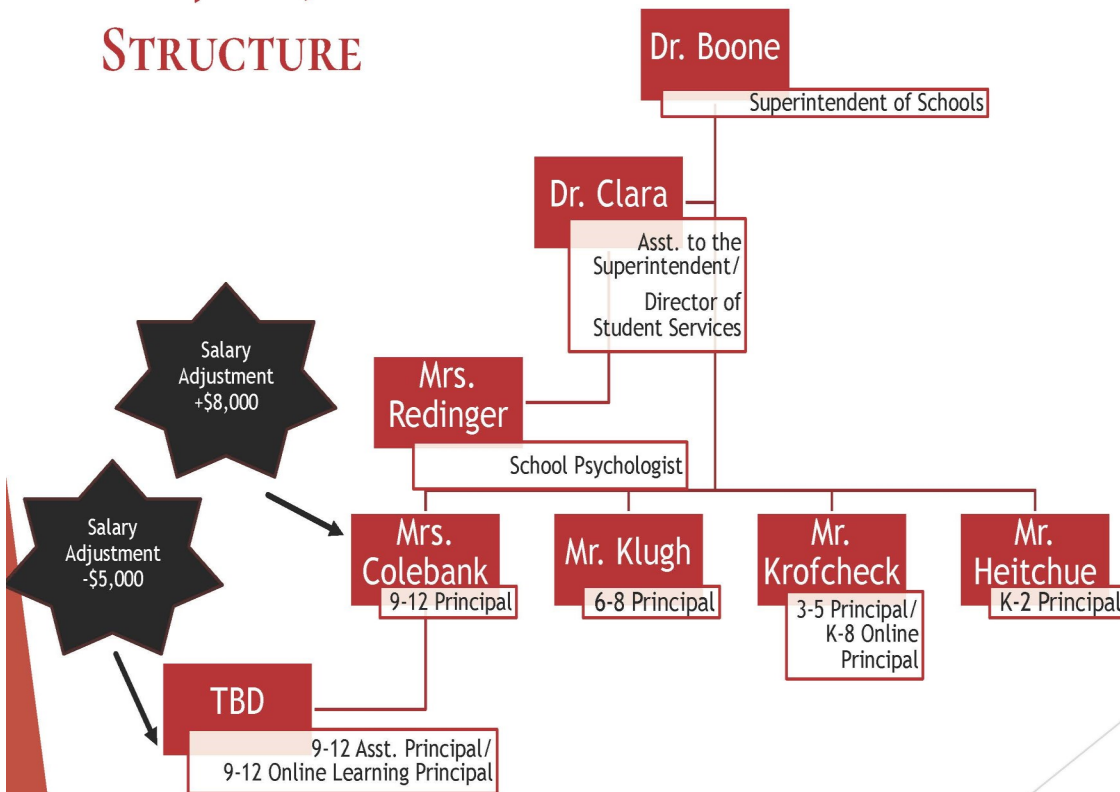 STRUCTURE
Dr. Boone
Superintendent of Schools
Dr. Clara
Asst. to the
Superintendent/
Director of
Student Services
Salary
Adjustment
+$8,000
Mrs.
Redinger
School Psychologist
Salary
Adjustment
-$5,000
Mrs.
Colebank
9-12 Principal
Mr. Klugh
6-8 Principal
Mr.
Krofcheck
3-5 Principal/
K-8 Online
Principal
Mr.
Heitchue
K-2 Principal
TBD
9-12 Asst. Principal/
9-12 Online Learning Principal